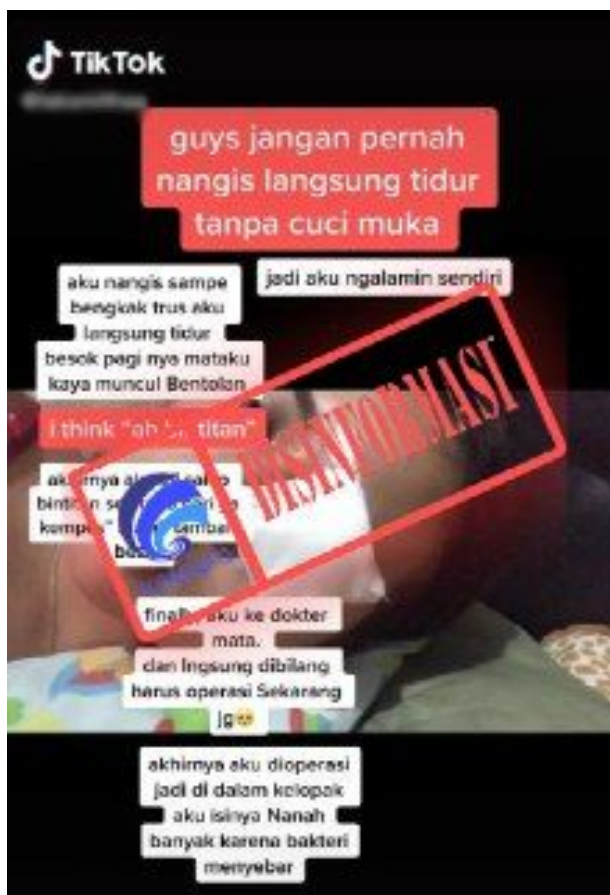 TikTok
guys jangan pernah
nangis langsung tidur
tanpa cuci muka
aku nangis sampe
bengkak trus aku
langsung tidur
besok pagi nya mataku
kaya muncul Bentolan
jadi aku ngalamin sendiri
i think "ah titan"
DISINFORMASI
aku ke dokter
mata.
dan lngsung dibilang
harus operasi Sekarang
jg🥺
akhirnya aku dioperasi
jadi di dalam kelopak
aku isinya Nanah
banyak karena bakteri
menyebar